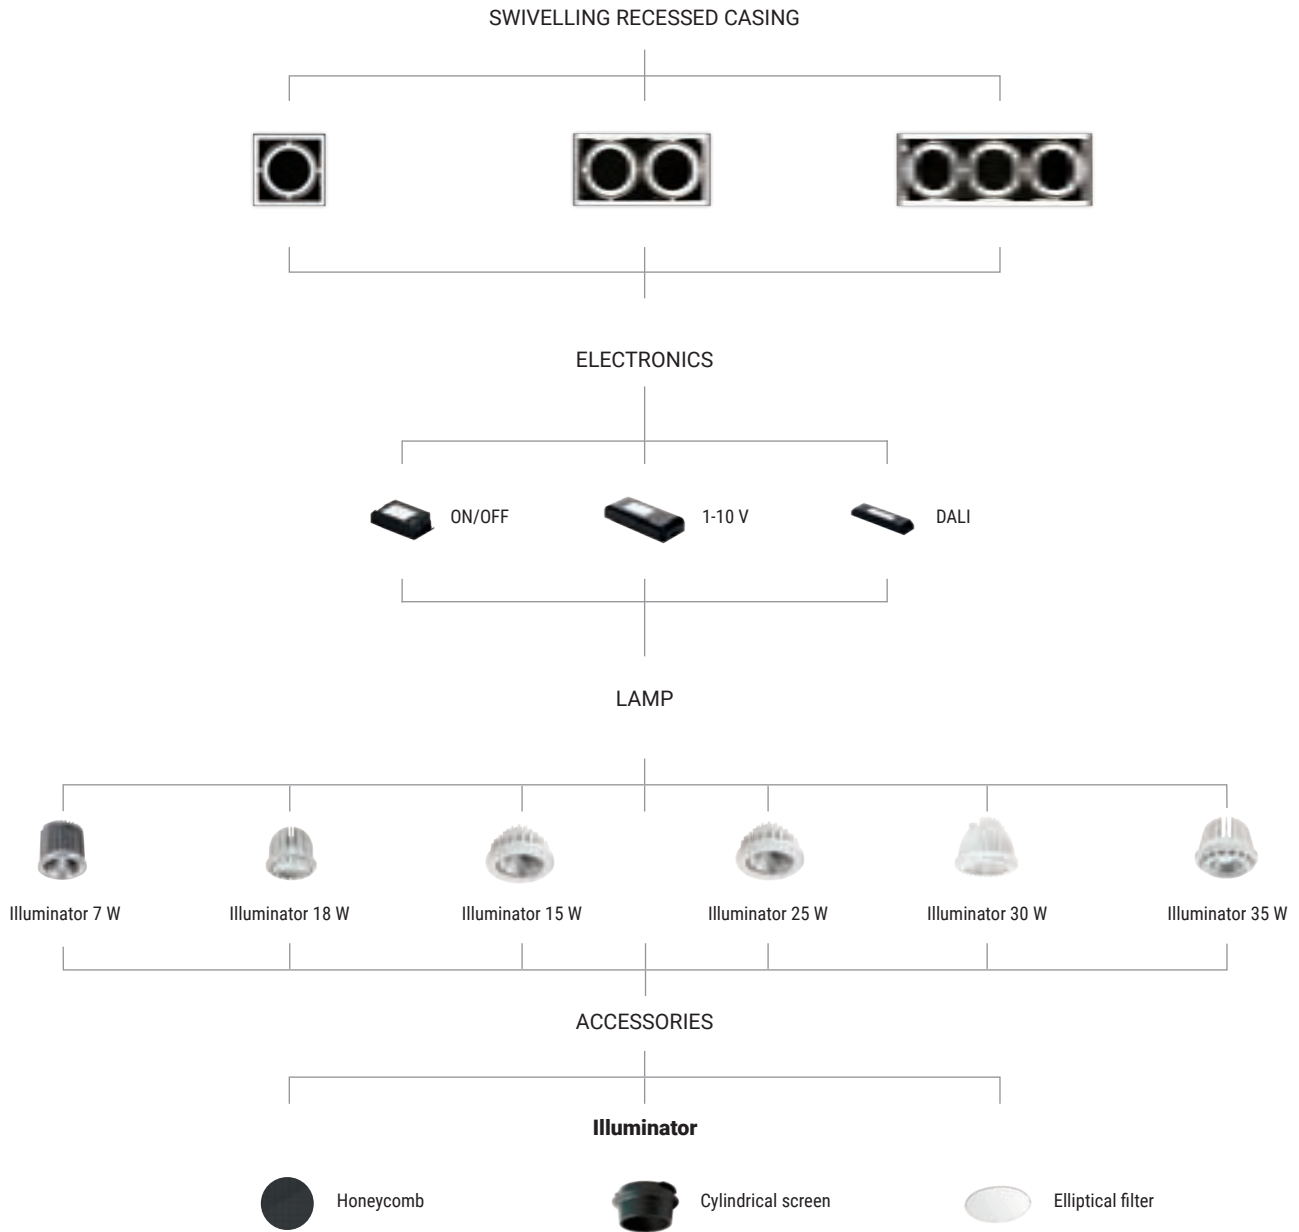 SWIVELLING RECESSED CASING
ELECTRONICS
ON/OFF
1-10 V
DALI
LAMP
Illuminator 7 W
Illuminator 18 W
Illuminator 15 W
Illuminator 25 W
Illuminator 30 W
Illuminator 35 W
ACCESSORIES
Illuminator
Honeycomb
Cylindrical screen
Elliptical filter